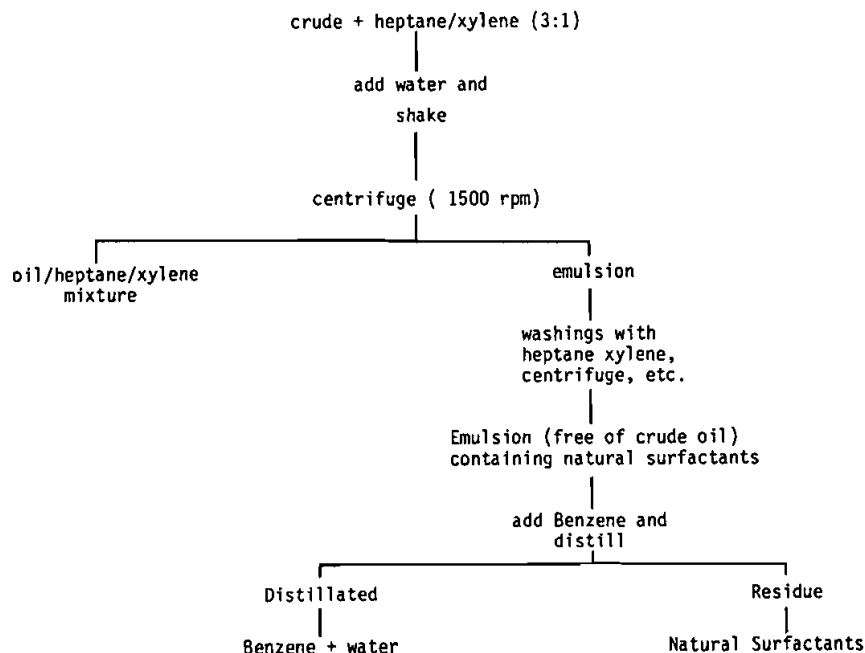 crude + heptane/xylene (3:1)
add water and
shake
centrifuge ( 1500 rpm)
oil/heptane/xylene
mixture
emulsion
washings with
heptane xylene,
centrifuge, etc.
Emulsion (free of crude oil)
containing natural surfactants
add Benzene and
distill
Distillated
Residue
Benzene + water
Natural Surfactants